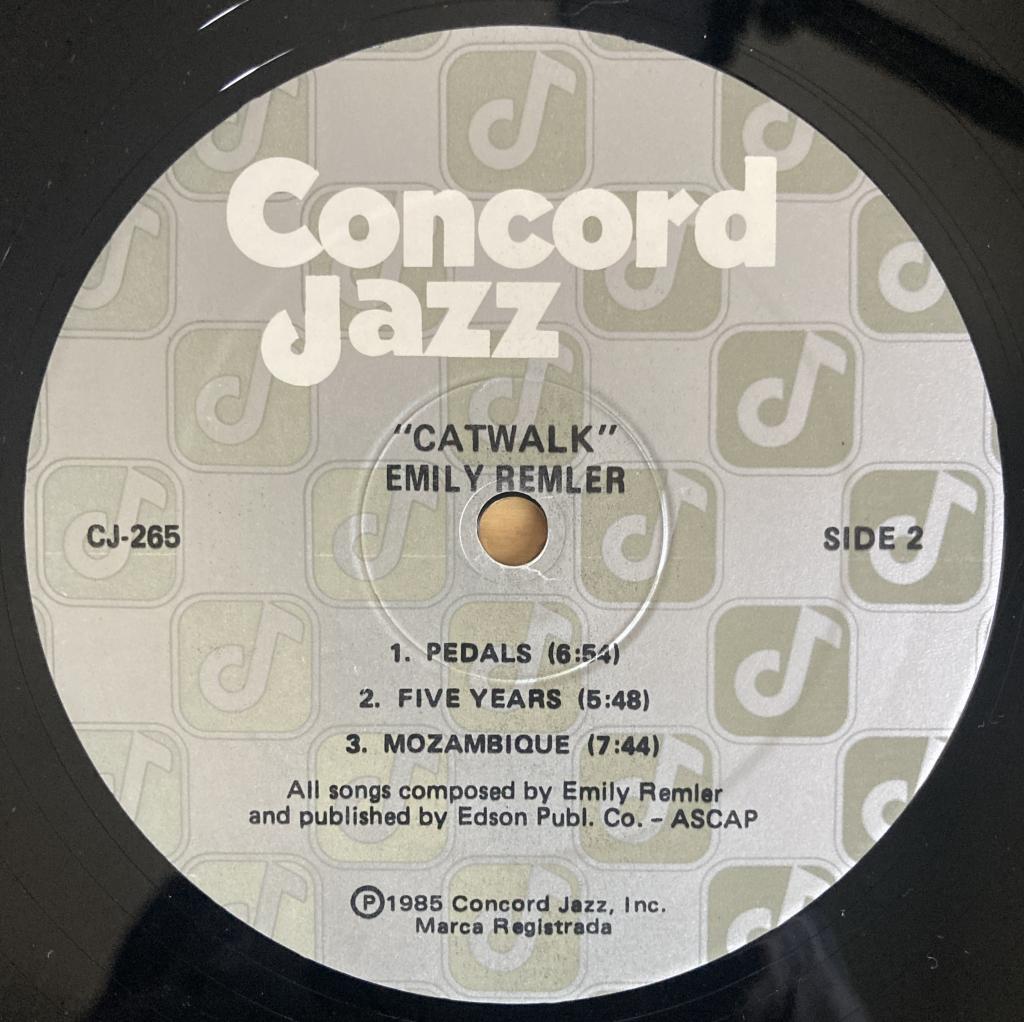 Concord
Jazz
"CATWALK"
EMILY REMLER
CJ-265
SIDE 2
1. PEDALS (6:54)
2. FIVE YEARS (5:48)
3. MOZAMBIQUE (7:44)
All songs composed by Emily Remler
and published by Edson Publ. Co. - ASCAP
Ⓟ1985 Concord Jazz, Inc.
Marca Registrada